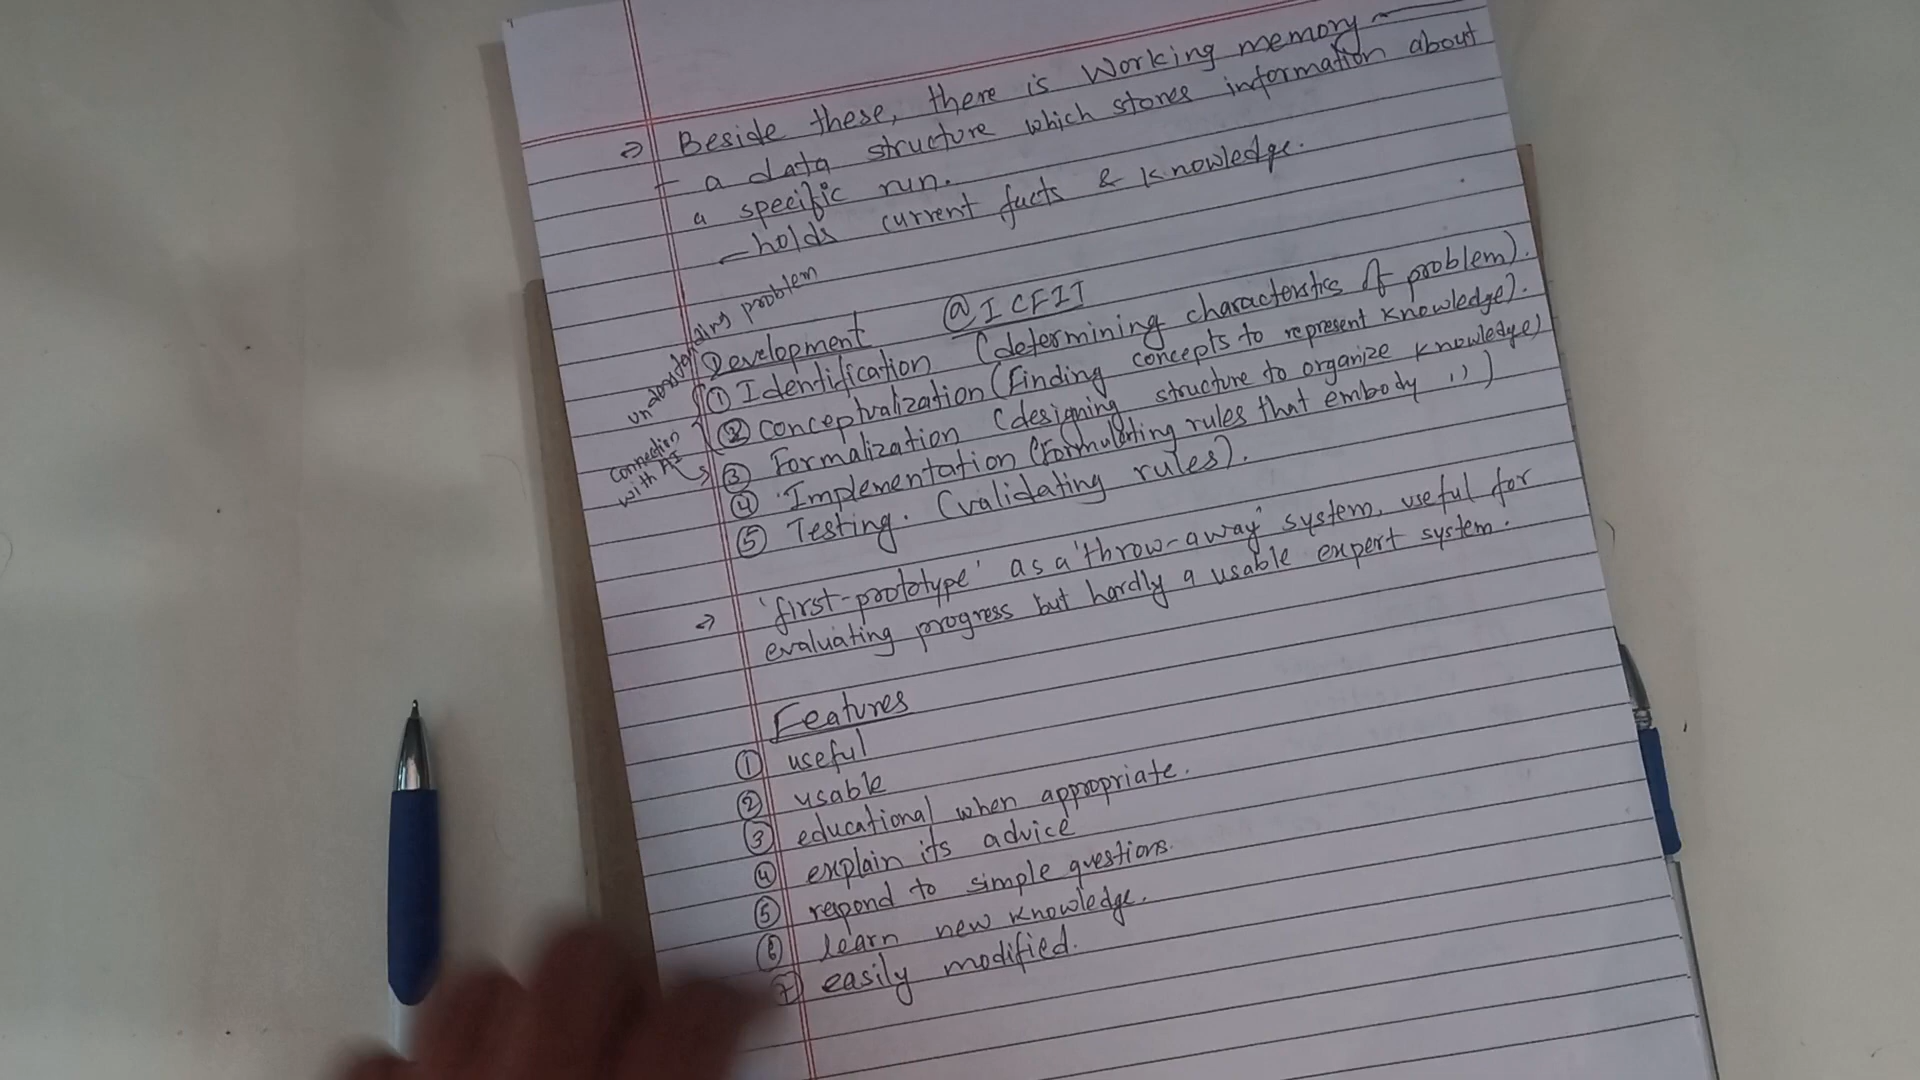 ⇒ Beside these, there is Working memory —
- a data structure which stores information about
a specific run.
- holds current facts & knowledge.
understanding problem
Development @ICFIT
① Identification (determining characteristics of problem).
② Conceptualization (Finding concepts to represent knowledge).
connection with AI
③ Formalization (designing structure to organize knowledge)
④ Implementation (Formulating rules that embody ,, )
⑤ Testing. (validating rules).
⇒ 'first-prototype' as a 'throw-away' system, useful for
evaluating progress but hardly a usable expert system.
Features
① useful
② usable
③ educational when appropriate.
④ explain its advice
⑤ respond to simple questions.
⑥ learn new knowledge.
⑦ easily modified.